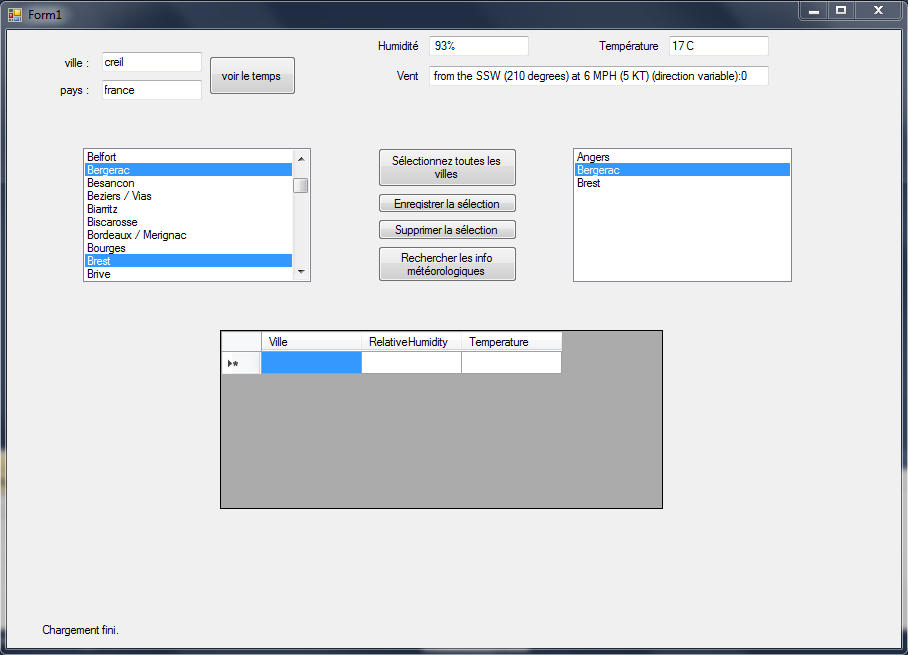 Form1
Humidité 93% Température 17 C
ville : creil
voir le temps
Vent from the SSW (210 degrees) at 6 MPH (5 KT) (direction variable):0
pays : france
Belfort
Bergerac
Besancon
Beziers / Vias
Biarritz
Biscarosse
Bordeaux / Merignac
Bourges
Brest
Brive
Sélectionnez toutes les
villes
Enregistrer la sélection
Supprimer la sélection
Rechercher les info
météorologiques
Angers
Bergerac
Brest
Ville RelativeHumidity Temperature
Chargement fini.